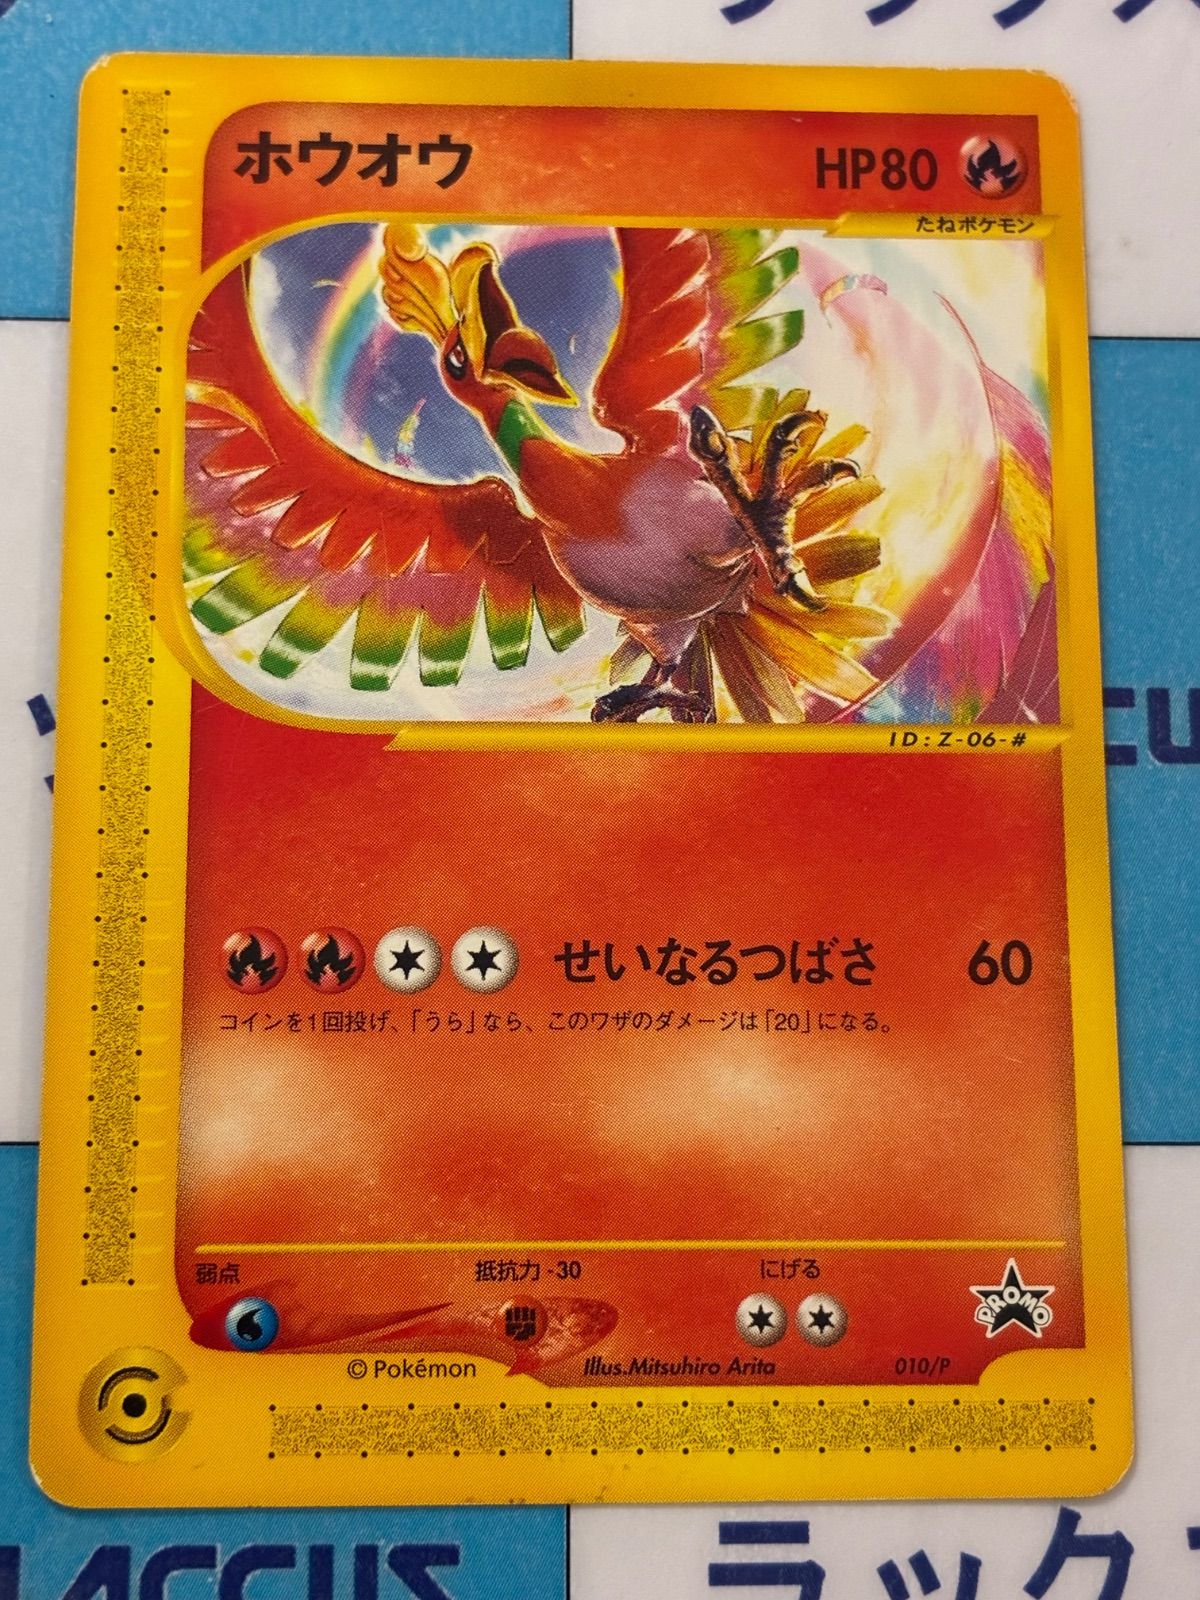 ホウオウ HP80
たねポケモン
ID:Z-06-#
せいなるつばさ 60
コインを1回投げ、「うら」なら、このワザのダメージは「20」になる。
弱点 抵抗力 -30 にげる
PROMO
© Pokémon Illus.Mitsuhiro Arita 010/P
ラック